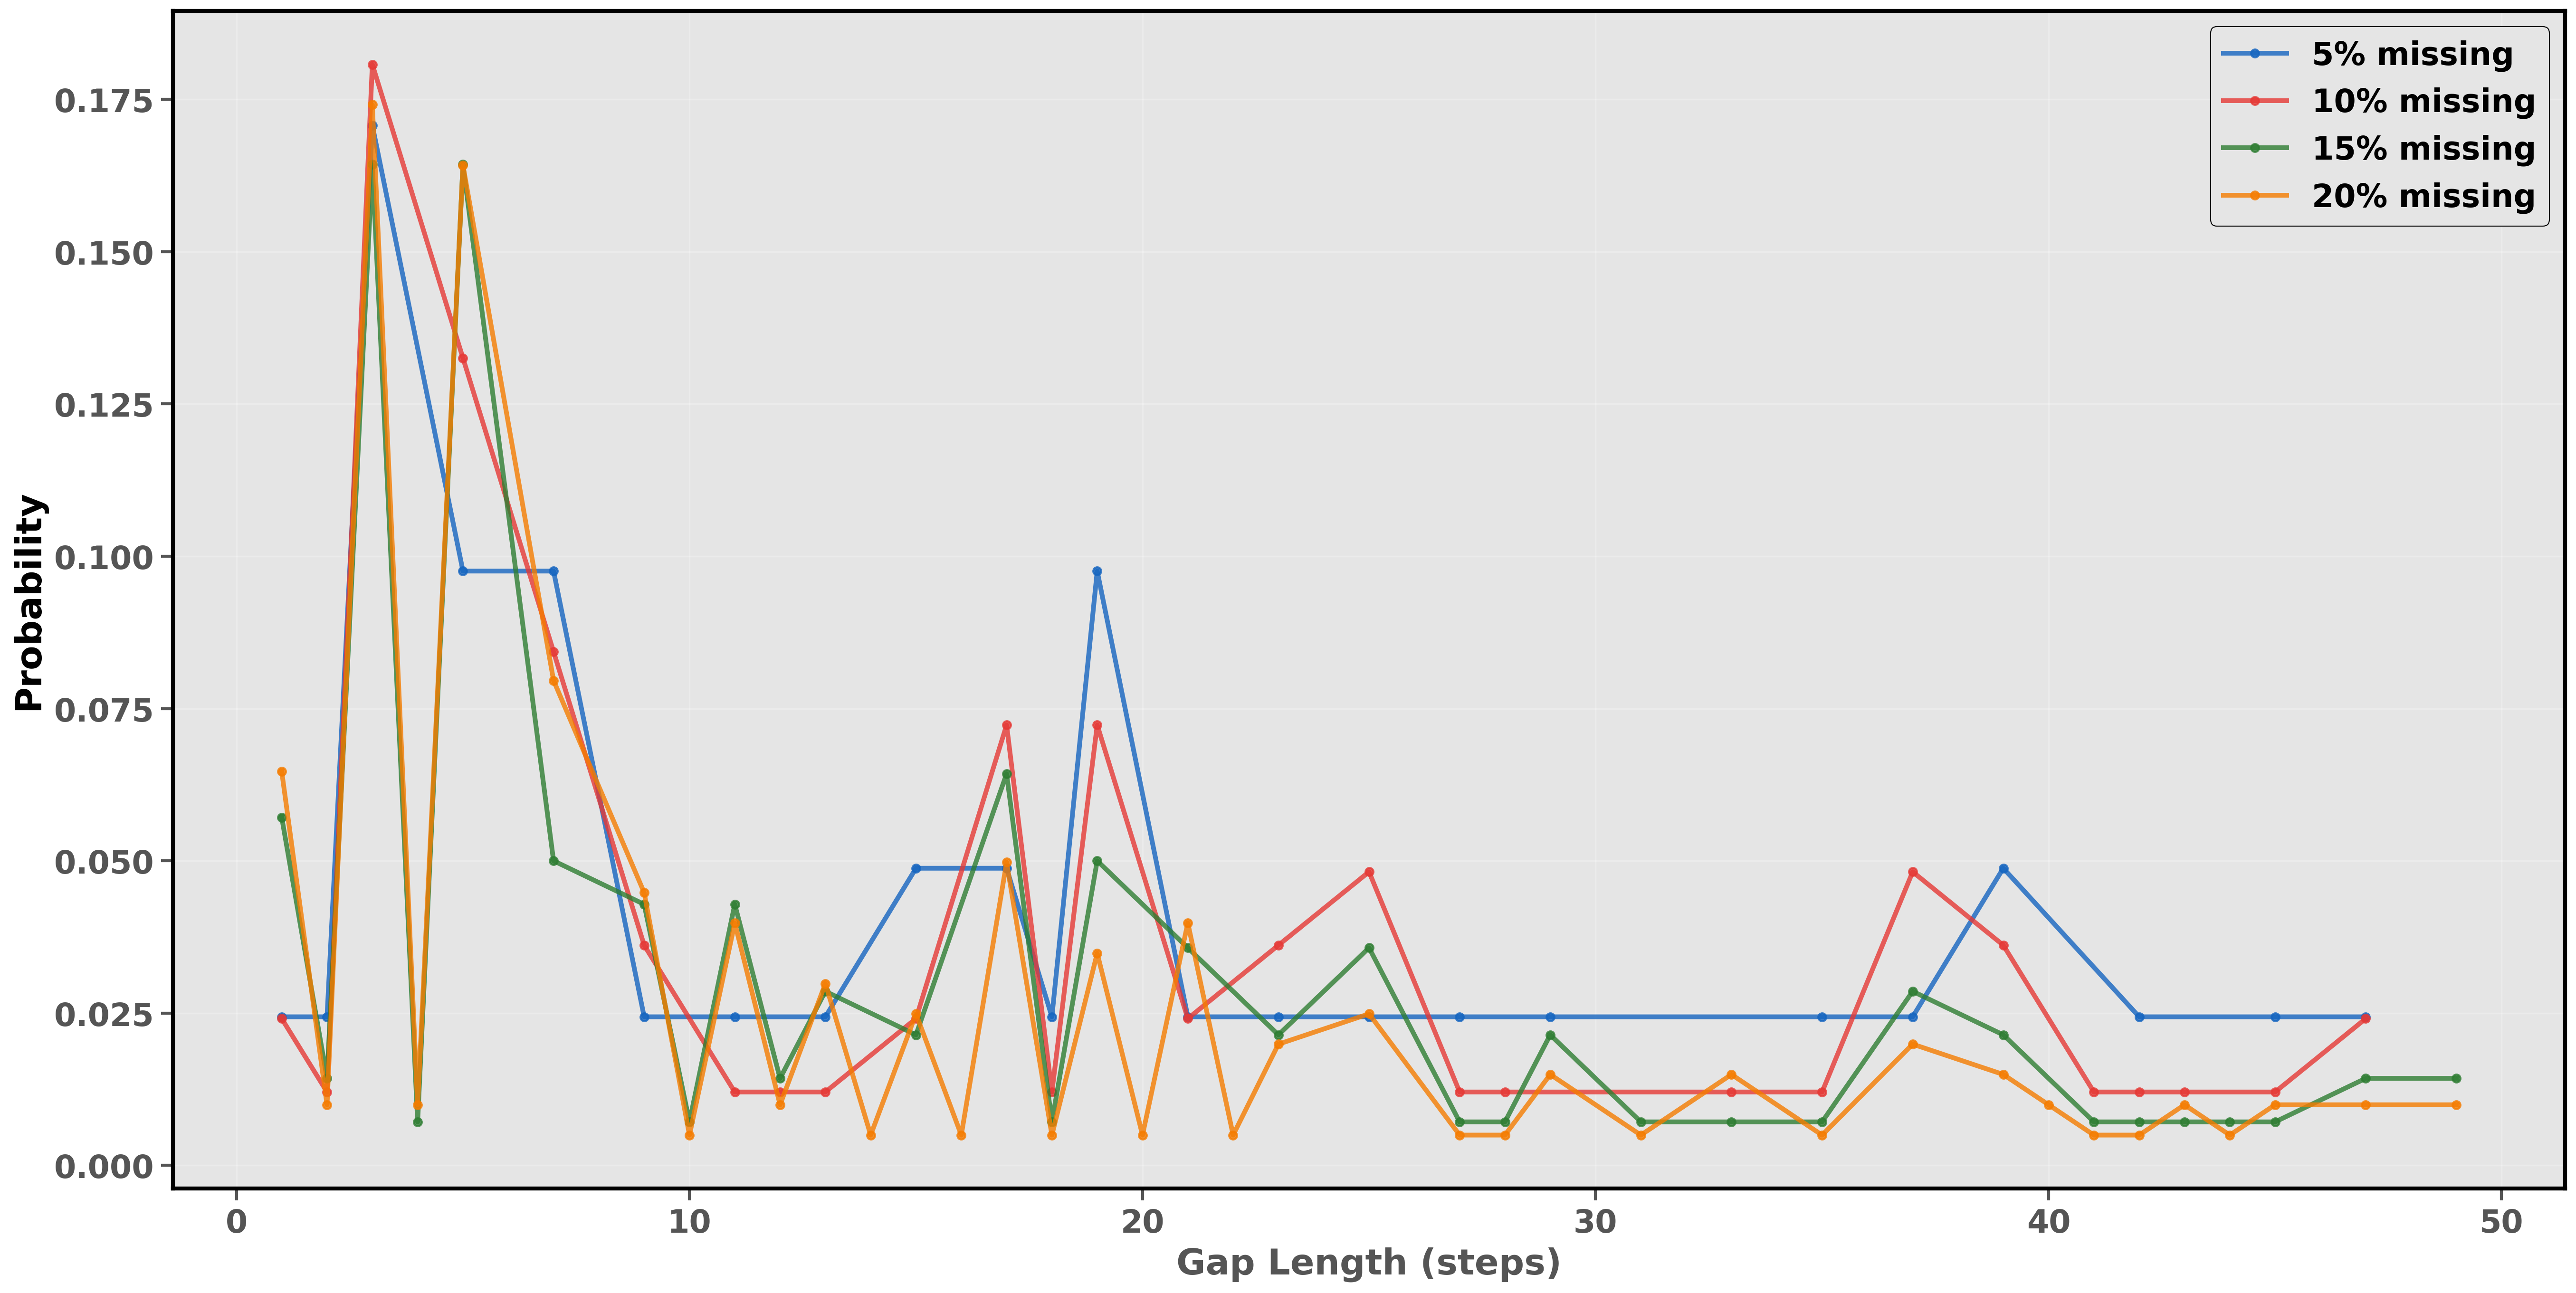 5% missing
10% missing
15% missing
20% missing
Probability
0.175
0.150
0.125
0.100
0.075
0.050
0.025
0.000
0 10 20 30 40 50
Gap Length (steps)